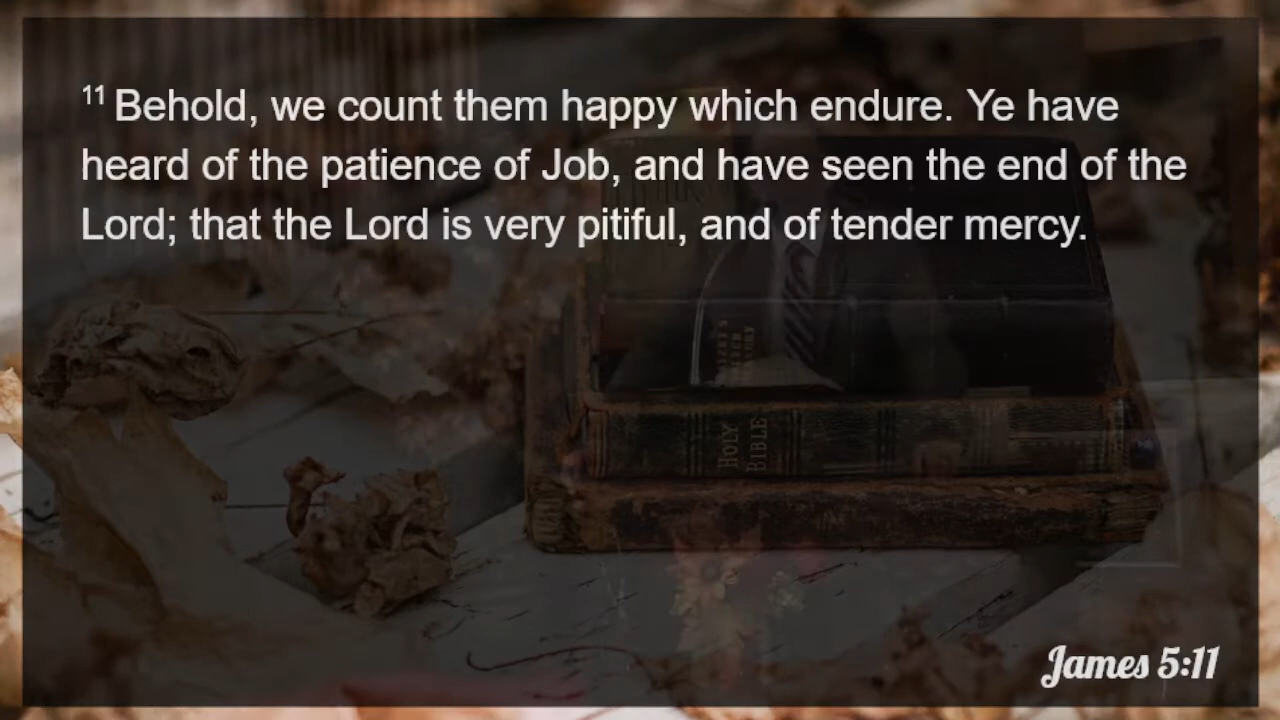 11 Behold, we count them happy which endure. Ye have
heard of the patience of Job, and have seen the end of the
Lord; that the Lord is very pitiful, and of tender mercy.
HOLY
BIBLE
James 5:11